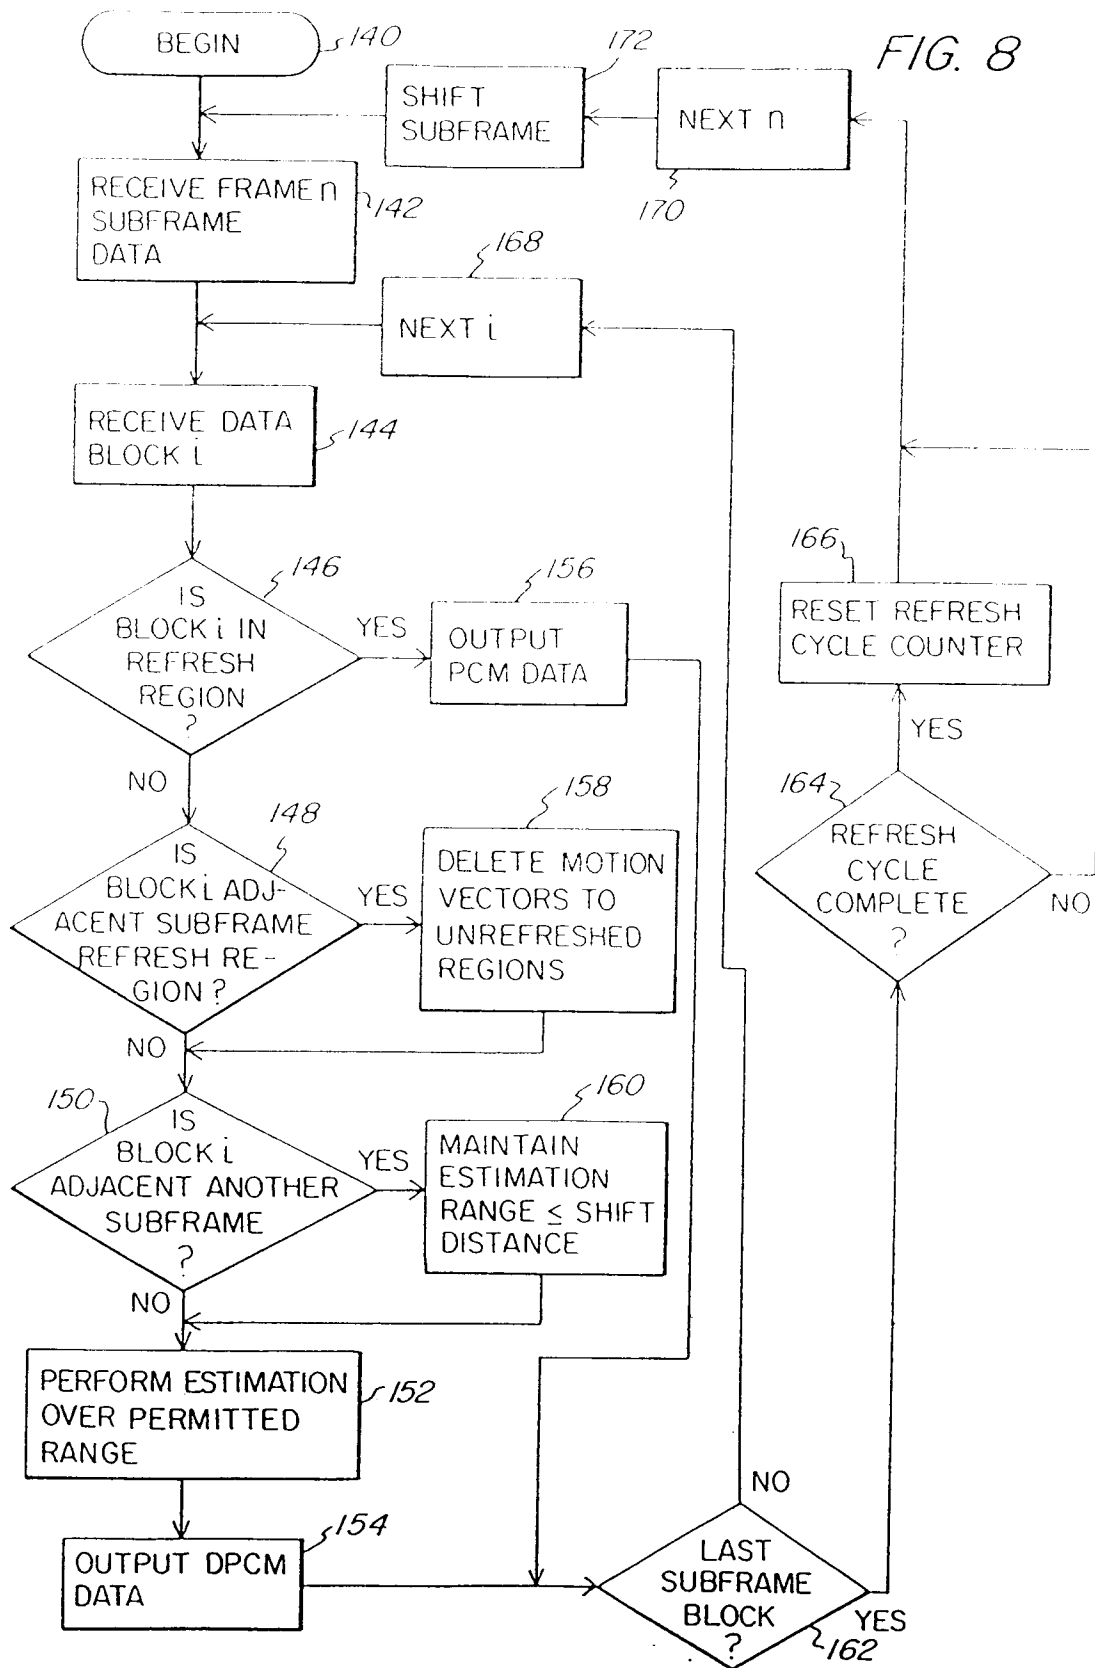 FIG. 8
BEGIN
140
172
SHIFT
SUBFRAME
NEXT n
170
RECEIVE FRAME n
SUBFRAME
DATA
142
168
NEXT i
RECEIVE DATA
BLOCK i
144
146
IS
BLOCK i IN
REFRESH
REGION
?
YES
NO
156
OUTPUT
PCM DATA
166
RESET REFRESH
CYCLE COUNTER
YES
164
REFRESH
CYCLE
COMPLETE
?
NO
148
IS
BLOCK i ADJ-
ACENT SUBFRAME
REFRESH RE-
GION ?
YES
NO
158
DELETE MOTION
VECTORS TO
UNREFRESHED
REGIONS
150
IS
BLOCK i
ADJACENT ANOTHER
SUBFRAME
?
YES
NO
160
MAINTAIN
ESTIMATION
RANGE ≤ SHIFT
DISTANCE
PERFORM ESTIMATION
OVER PERMITTED
RANGE
152
OUTPUT DPCM
DATA
154
NO
LAST
SUBFRAME
BLOCK
?
YES
162